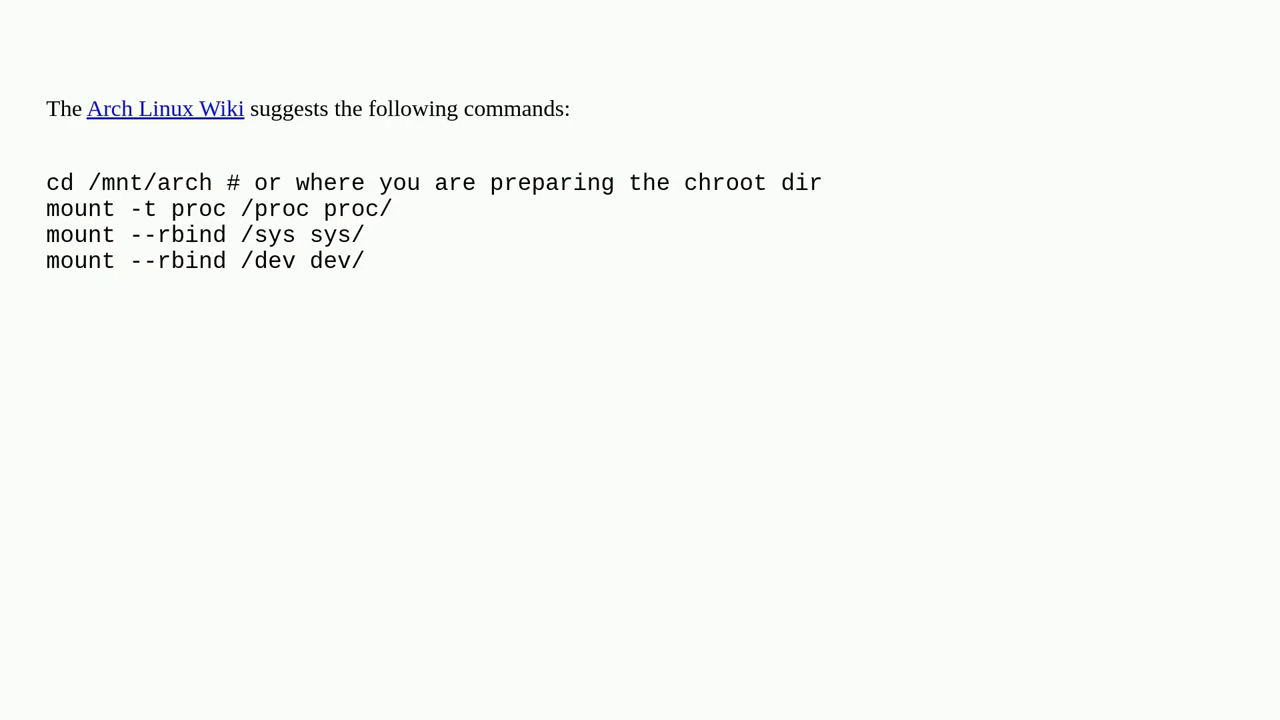 The Arch Linux Wiki suggests the following commands:
cd /mnt/arch # or where you are preparing the chroot dir
mount -t proc /proc proc/
mount --rbind /sys sys/
mount --rbind /dev dev/